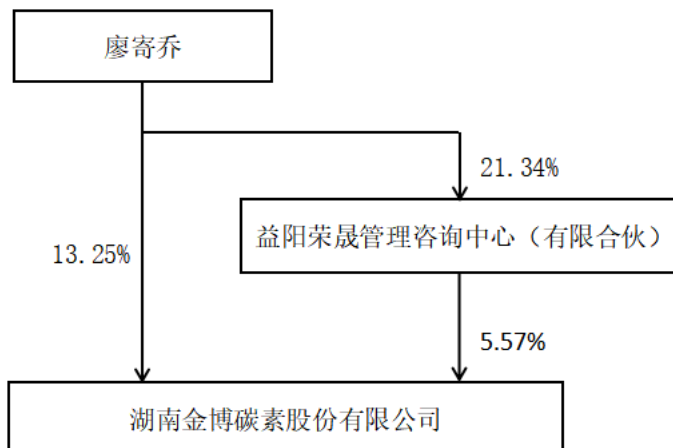 廖寄乔
21.34%
益阳荣晟管理咨询中心（有限合伙）
13.25%
5.57%
湖南金博碳素股份有限公司